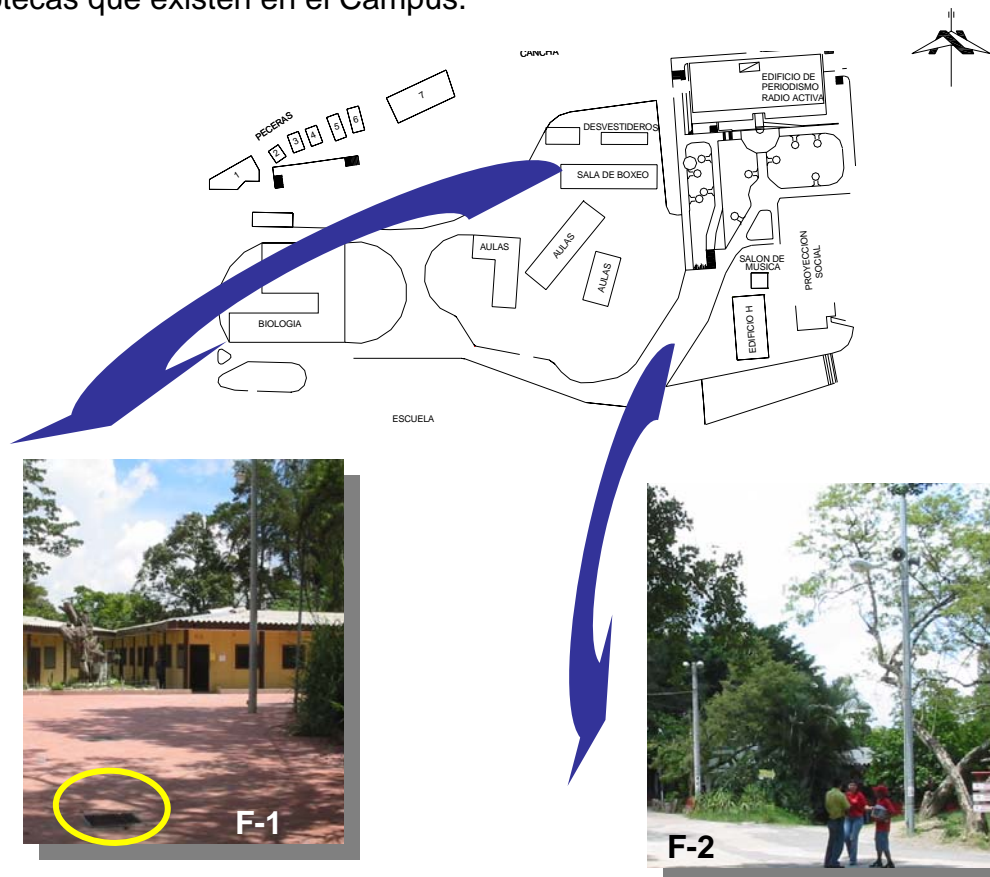 que existen en el Campus.
CANCHA
EDIFICIO DE
PERIODISMO
RADIO ACTIVA
7
PECERAS
6
5
4
3
2
1
DESVESTIDEROS
SALA DE BOXEO
AULAS
AULAS
AULAS
SALON DE
MUSICA
PROYECCION
SOCIAL
EDIFICIO H
BIOLOGIA
ESCUELA
F-1
F-2